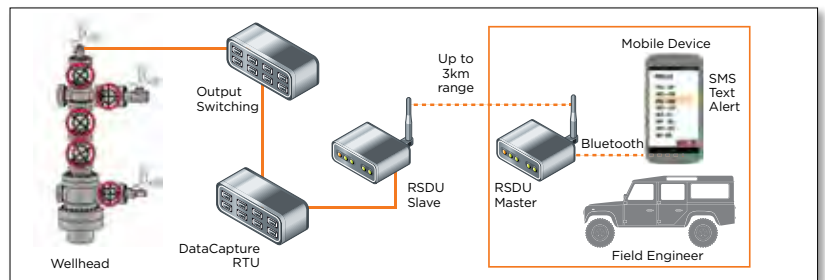 Wellhead
Output
Switching
DataCapture
RTU
RSDU
Slave
Up to
3km
range
RSDU
Master
Bluetooth
Mobile Device
SMS
Text
Alert
Field Engineer